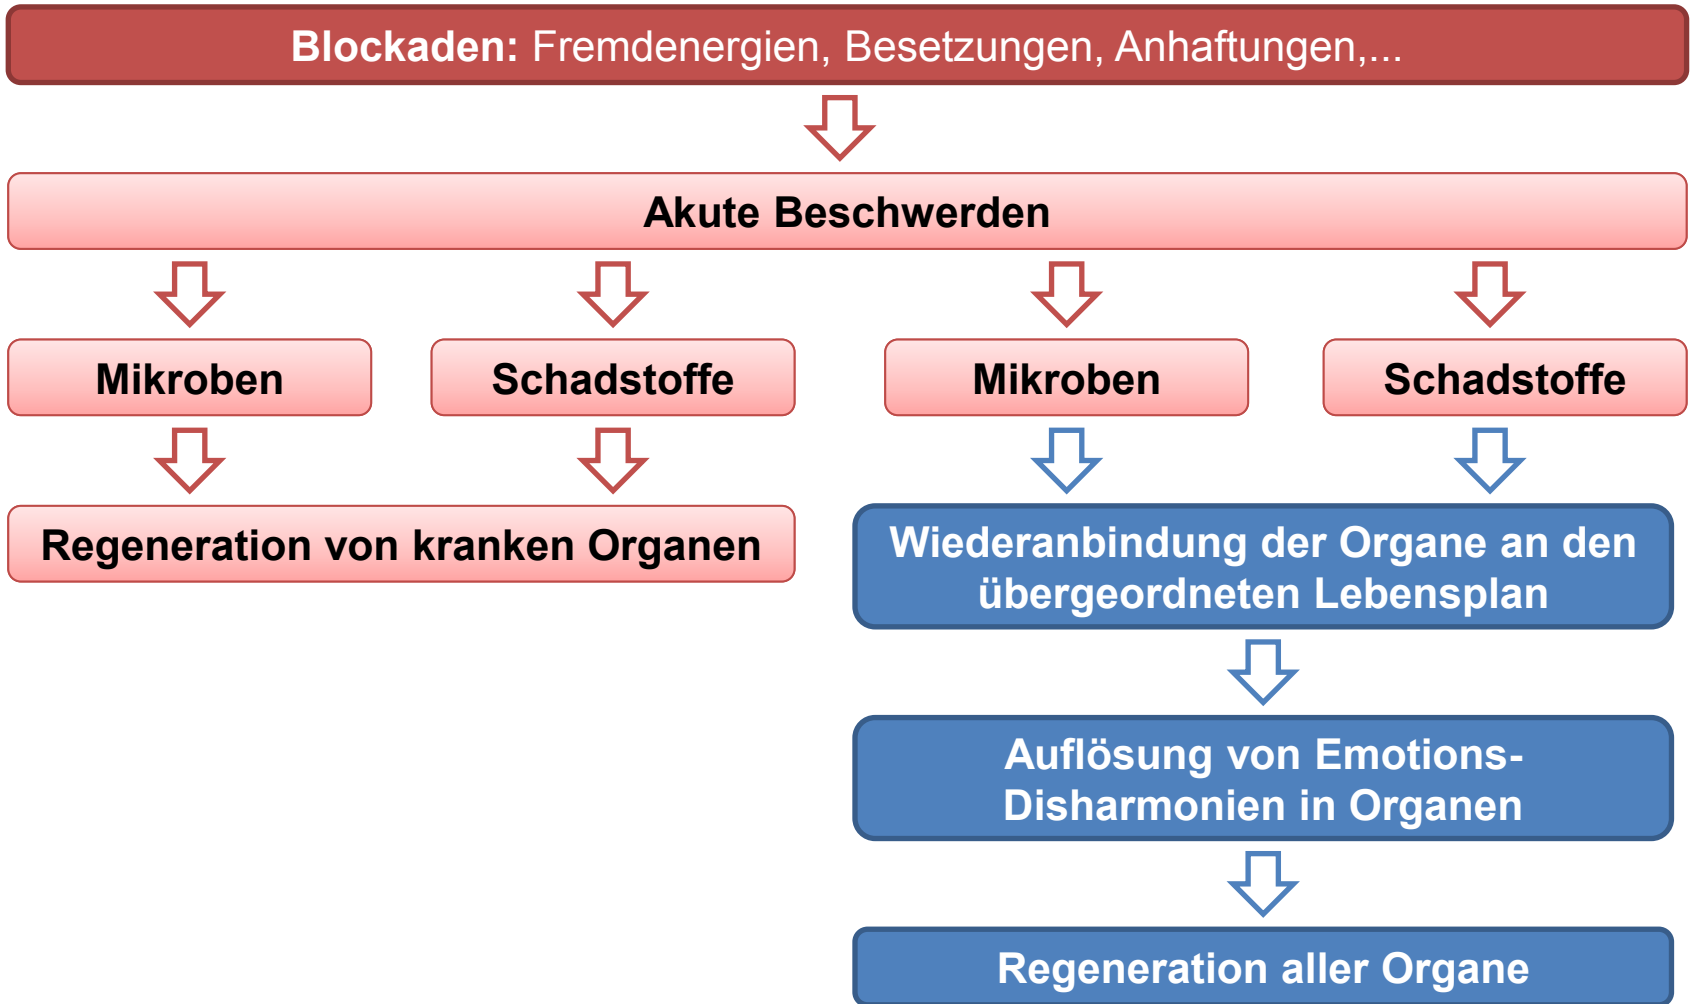 Blockaden: Fremdenergien, Besetzungen, Anhaftungen,...
Akute Beschwerden
Mikroben
Schadstoffe
Mikroben
Schadstoffe
Regeneration von kranken Organen
Wiederanbindung der Organe an den
übergeordneten Lebensplan
Auflösung von Emotions-
Disharmonien in Organen
Regeneration aller Organe